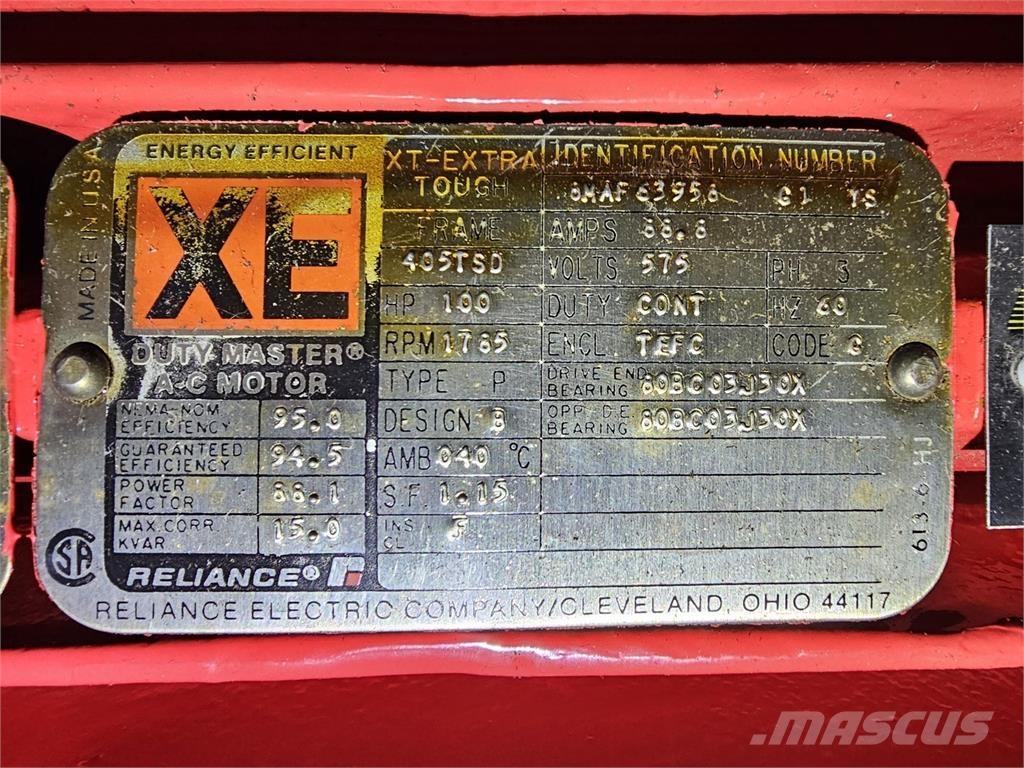 MADE IN U.S.A.
ENERGY EFFICIENT
XE
DUTY MASTER®
A-C MOTOR
NEMA-NOM. EFFICIENCY 95.0
GUARANTEED EFFICIENCY 94.5
POWER FACTOR 88.1
MAX. CORR. KVAR 15.0
RELIANCE®
XT-EXTRA TOUGH
IDENTIFICATION NUMBER
G1 YS
FRAME 405TSD
AMPS 88.8
VOLTS 575 PH 3
HP 100 DUTY CONT HZ 60
RPM 1785 ENCL TEFC CODE G
TYPE P DRIVE END BEARING 80BC03J30X
DESIGN B OPP D.E. BEARING 80BC03J30X
AMB 040 °C
S.F. 1.15
INS CL F
SA
RELIANCE ELECTRIC COMPANY/CLEVELAND, OHIO 44117
MASCUS